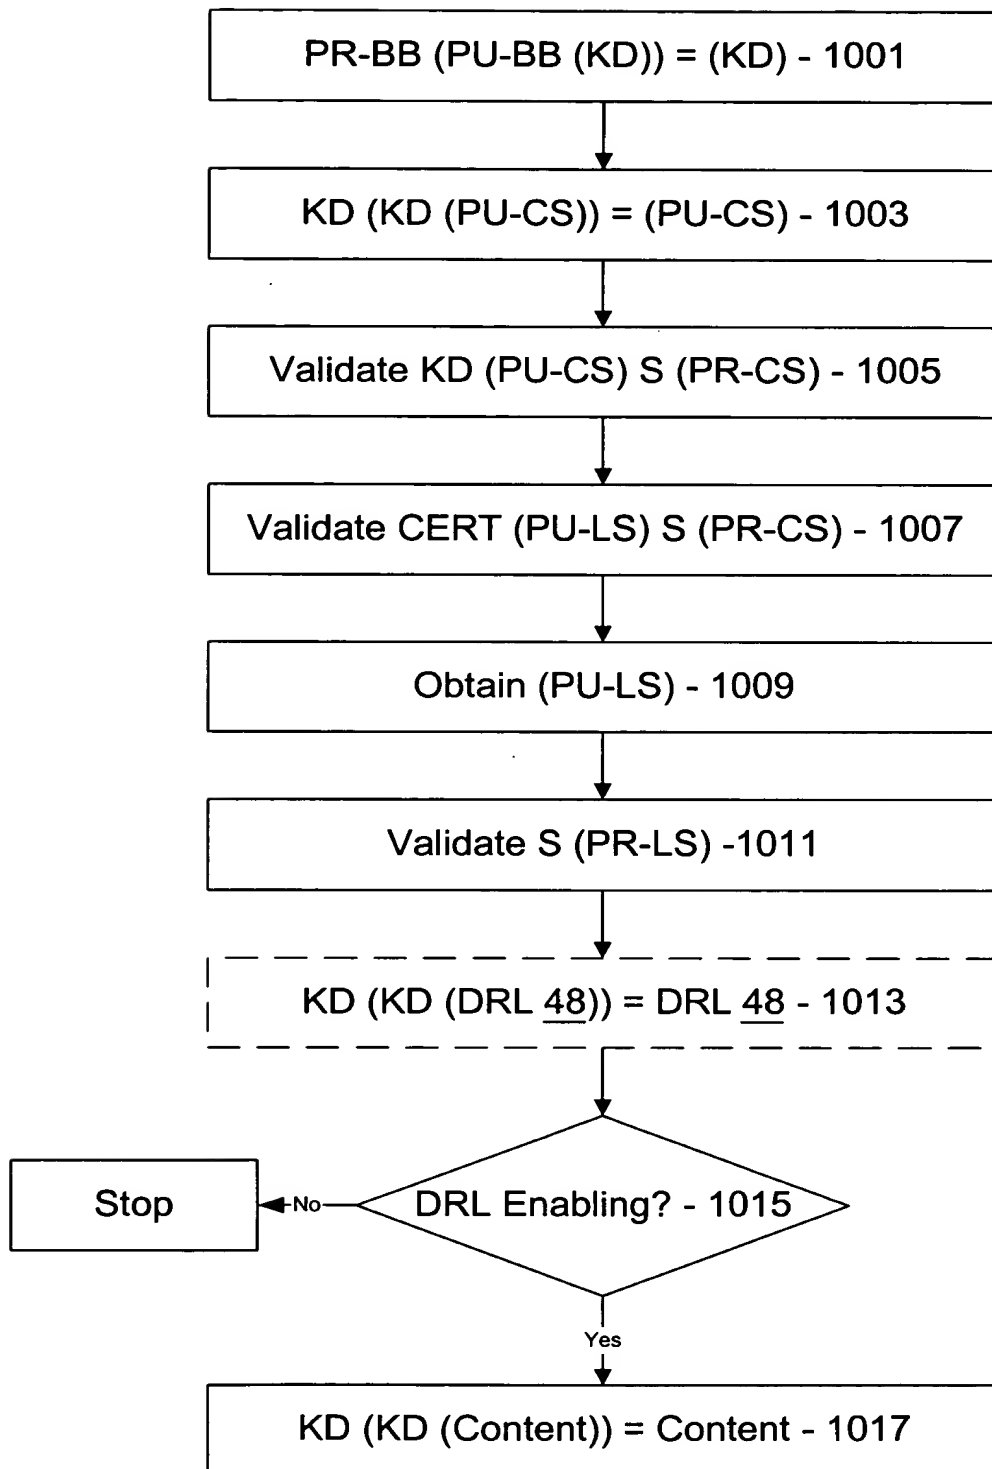 PR-BB (PU-BB (KD)) = (KD) - 1001
KD (KD (PU-CS)) = (PU-CS) - 1003
Validate KD (PU-CS) S (PR-CS) - 1005
Validate CERT (PU-LS) S (PR-CS) - 1007
Obtain (PU-LS) - 1009
Validate S (PR-LS) -1011
KD (KD (DRL 48)) = DRL 48 - 1013
DRL Enabling? - 1015
No
Stop
Yes
KD (KD (Content)) = Content - 1017